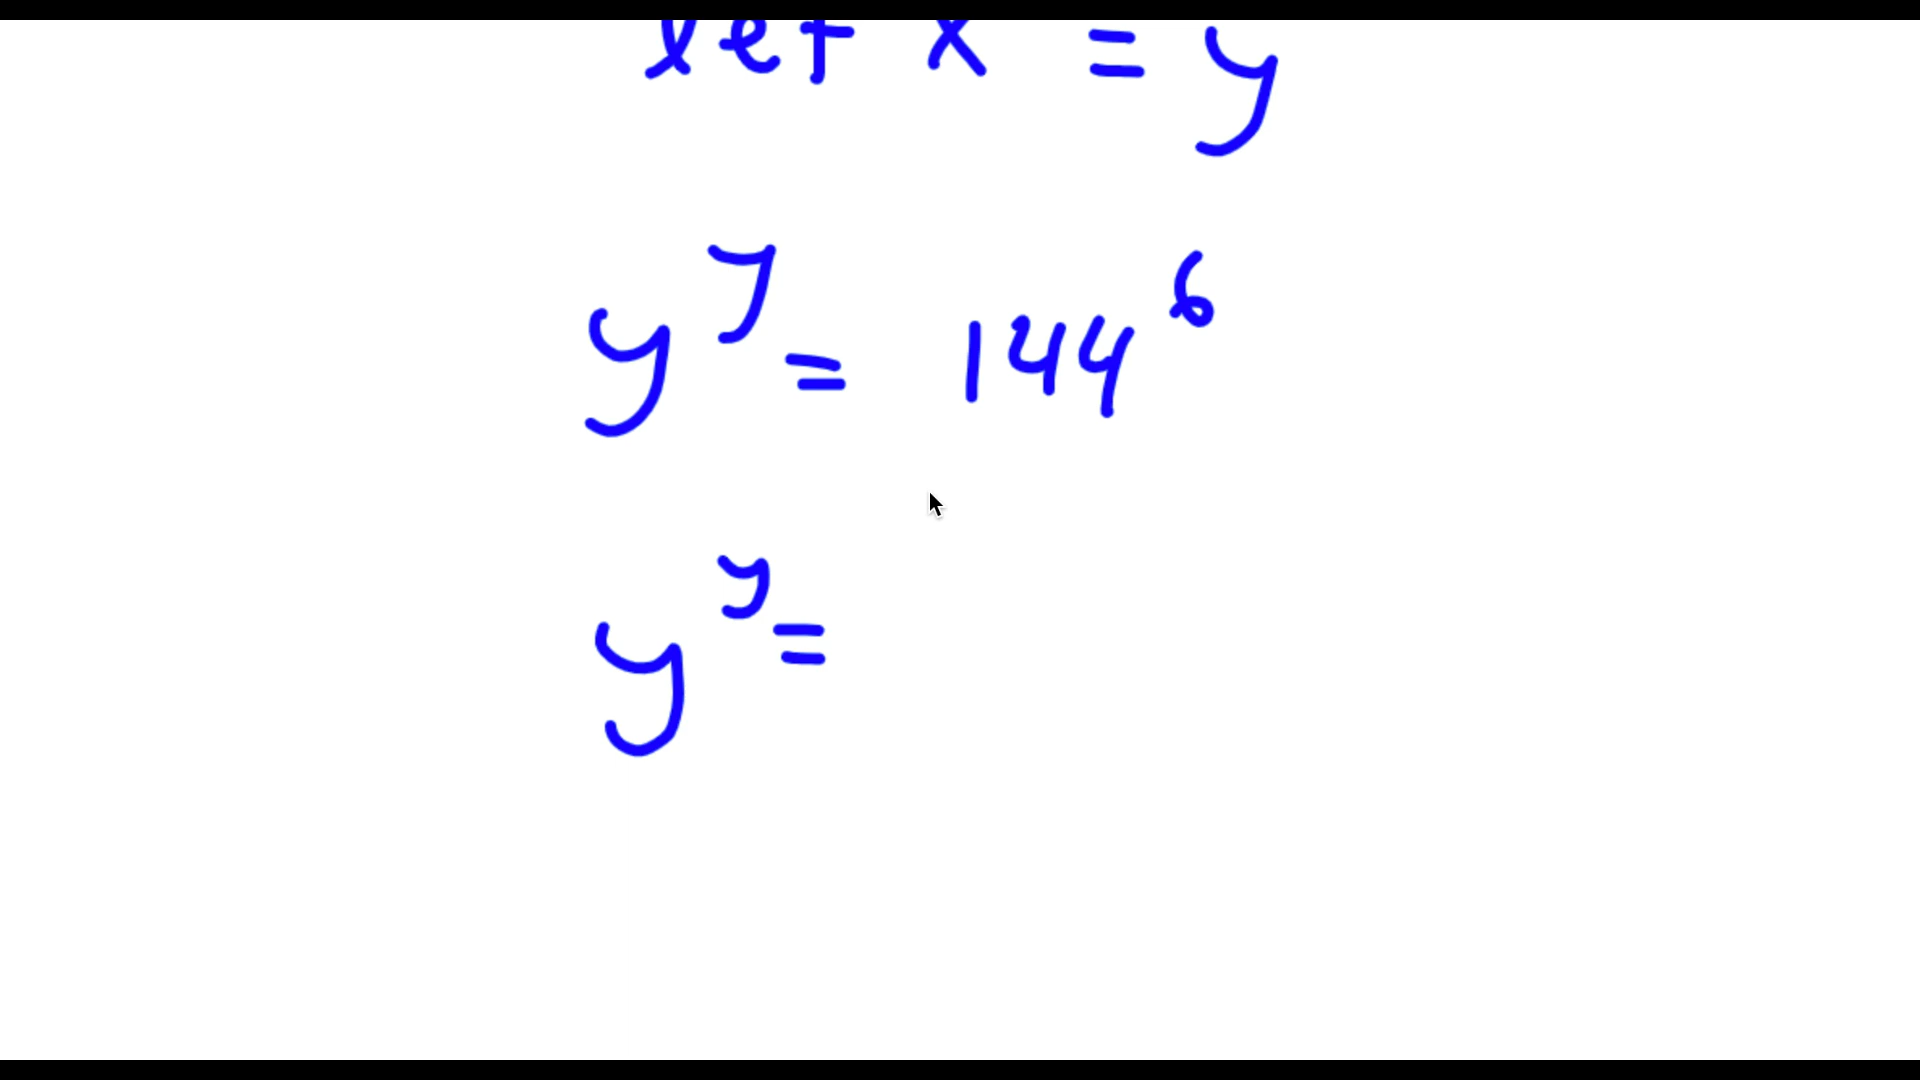 let x = y
y^y = 144^6
y^y =